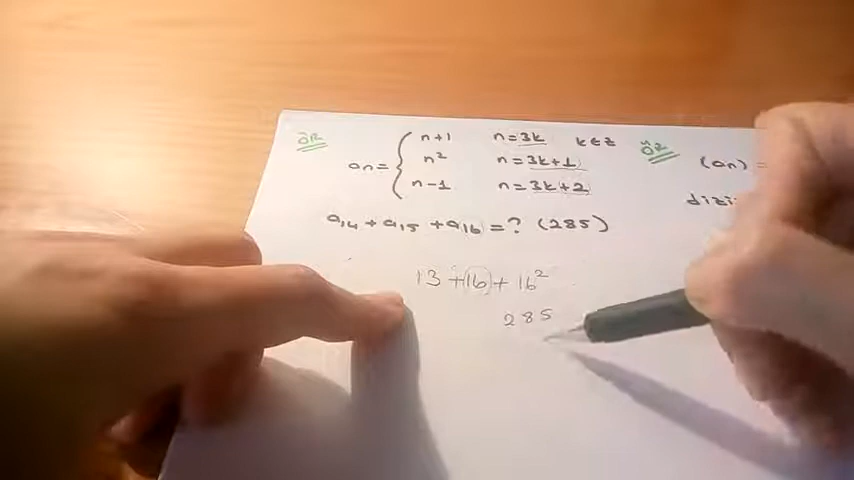 ÖR
an = { n+1 n=3k k∈Z
n² n=3k+1
n-1 n=3k+2
a14 + a15 + a16 = ? (285)
13 + 16 + 16²
285
ÖR
(an) =
dizi